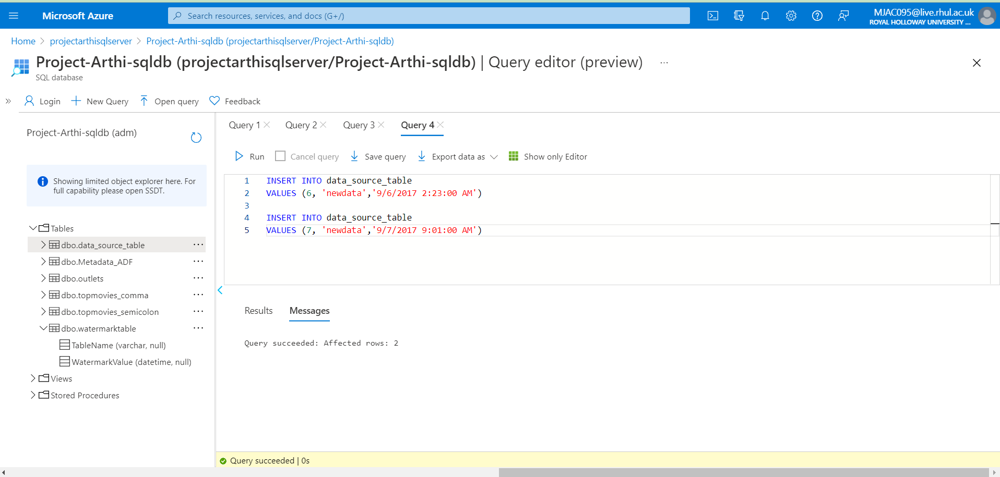 Microsoft Azure
Search resources, services, and docs (G+/)
MJAC095@live.rhul.ac.uk
ROYAL HOLLOWAY UNIVERSITY ...
Home > projectarthisqlserver > Project-Arthi-sqldb (projectarthisqlserver/Project-Arthi-sqldb)
Project-Arthi-sqldb (projectarthisqlserver/Project-Arthi-sqldb) | Query editor (preview) ...
SQL database
Login
New Query
Open query
Feedback
Project-Arthi-sqldb (adm)
Showing limited object explorer here. For
full capability please open SSDT.
Tables
dbo.data_source_table ...
dbo.Metadata_ADF ...
dbo.outlets ...
dbo.topmovies_comma ...
dbo.topmovies_semicolon ...
dbo.watermarktable ...
TableName (varchar, null)
WatermarkValue (datetime, null)
Views
Stored Procedures
Query 1
Query 2
Query 3
Query 4
Run
Cancel query
Save query
Export data as
Show only Editor
1 INSERT INTO data_source_table
2 VALUES (6, 'newdata','9/6/2017 2:23:00 AM')
3
4 INSERT INTO data_source_table
5 VALUES (7, 'newdata','9/7/2017 9:01:00 AM')
Results
Messages
Query succeeded: Affected rows: 2
Query succeeded | 0s